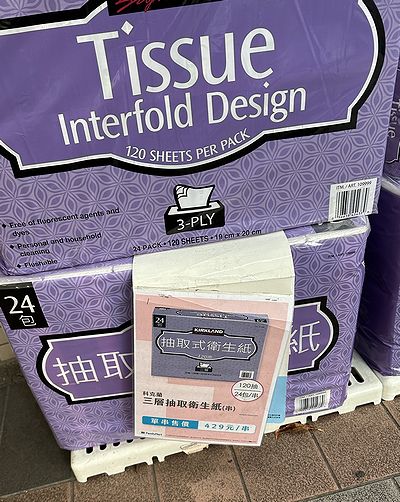 Tissue
Interfold Design
120 SHEETS PER PACK
3-PLY
Free of fluorescent agents and
dyes
Personal and household
cleaning
Flushable
24 PACK • 120 SHEETS • 19 cm x 20 cm
24
包
抽取
紙
24
KIRKLAND
抽取式衛生紙
120抽
24包/串
科克蘭
三層抽取衛生紙(串)
單串售價 429元/串
FamilyMart